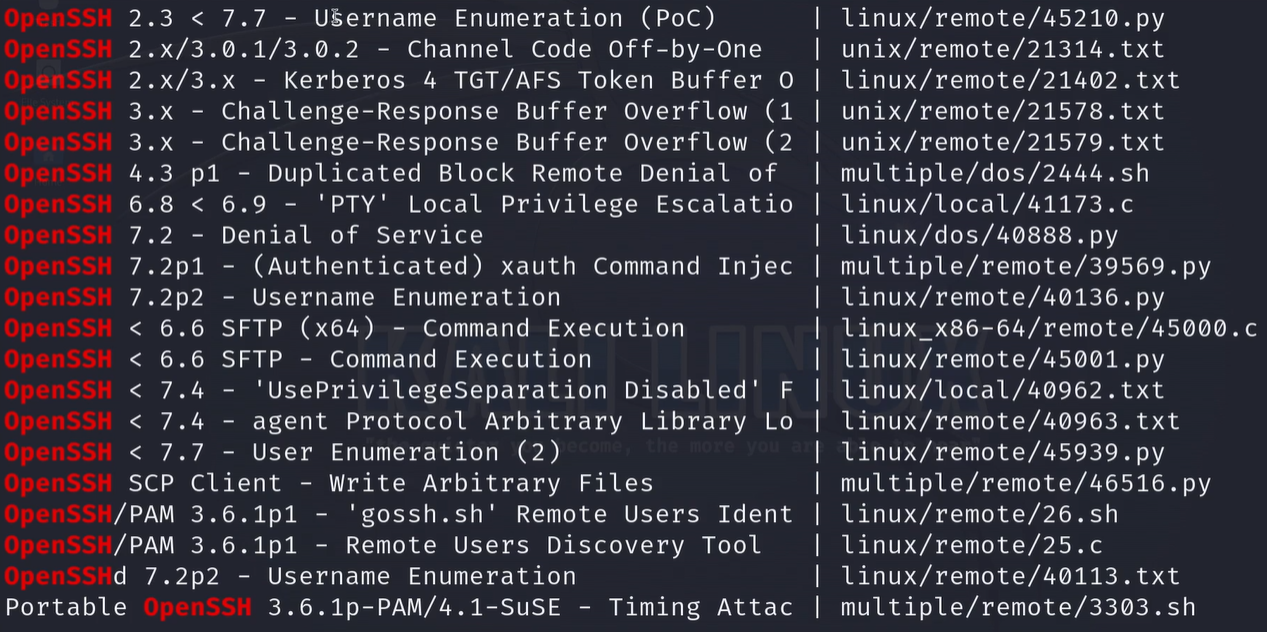 OpenSSH 2.3 < 7.7 - Username Enumeration (PoC) | linux/remote/45210.py
OpenSSH 2.x/3.0.1/3.0.2 - Channel Code Off-by-One | unix/remote/21314.txt
OpenSSH 2.x/3.x - Kerberos 4 TGT/AFS Token Buffer O | linux/remote/21402.txt
OpenSSH 3.x - Challenge-Response Buffer Overflow (1 | unix/remote/21578.txt
OpenSSH 3.x - Challenge-Response Buffer Overflow (2 | unix/remote/21579.txt
OpenSSH 4.3 p1 - Duplicated Block Remote Denial of | multiple/dos/2444.sh
OpenSSH 6.8 < 6.9 - 'PTY' Local Privilege Escalatio | linux/local/41173.c
OpenSSH 7.2 - Denial of Service | linux/dos/40888.py
OpenSSH 7.2p1 - (Authenticated) xauth Command Injec | multiple/remote/39569.py
OpenSSH 7.2p2 - Username Enumeration | linux/remote/40136.py
OpenSSH < 6.6 SFTP (x64) - Command Execution | linux_x86-64/remote/45000.c
OpenSSH < 6.6 SFTP - Command Execution | linux/remote/45001.py
OpenSSH < 7.4 - 'UsePrivilegeSeparation Disabled' F | linux/local/40962.txt
OpenSSH < 7.4 - agent Protocol Arbitrary Library Lo | linux/remote/40963.txt
OpenSSH < 7.7 - User Enumeration (2) | linux/remote/45939.py
OpenSSH SCP Client - Write Arbitrary Files | multiple/remote/46516.py
OpenSSH/PAM 3.6.1p1 - 'gossh.sh' Remote Users Ident | linux/remote/26.sh
OpenSSH/PAM 3.6.1p1 - Remote Users Discovery Tool | linux/remote/25.c
OpenSSHd 7.2p2 - Username Enumeration | linux/remote/40113.txt
Portable OpenSSH 3.6.1p-PAM/4.1-SuSE - Timing Attac | multiple/remote/3303.sh
KALI LINUX